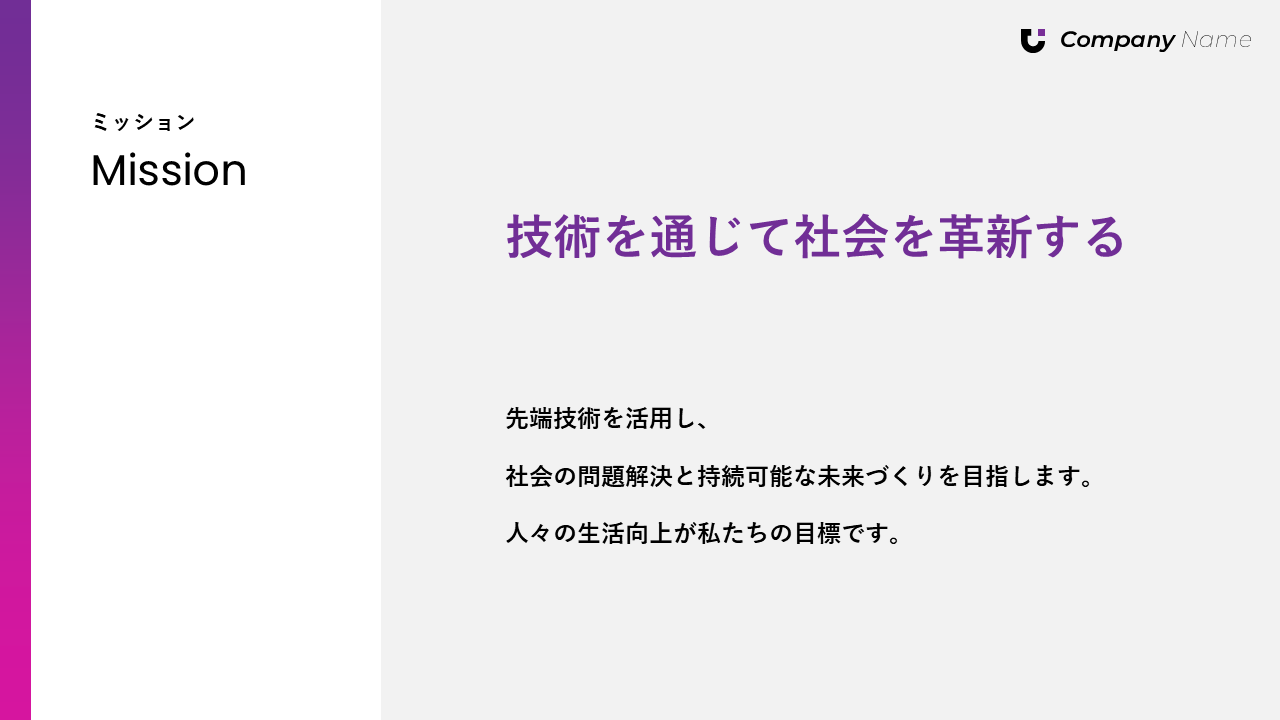 Company Name
ミッション
Mission
技術を通じて社会を革新する
先端技術を活用し、
社会の問題解決と持続可能な未来づくりを目指します。
人々の生活向上が私たちの目標です。